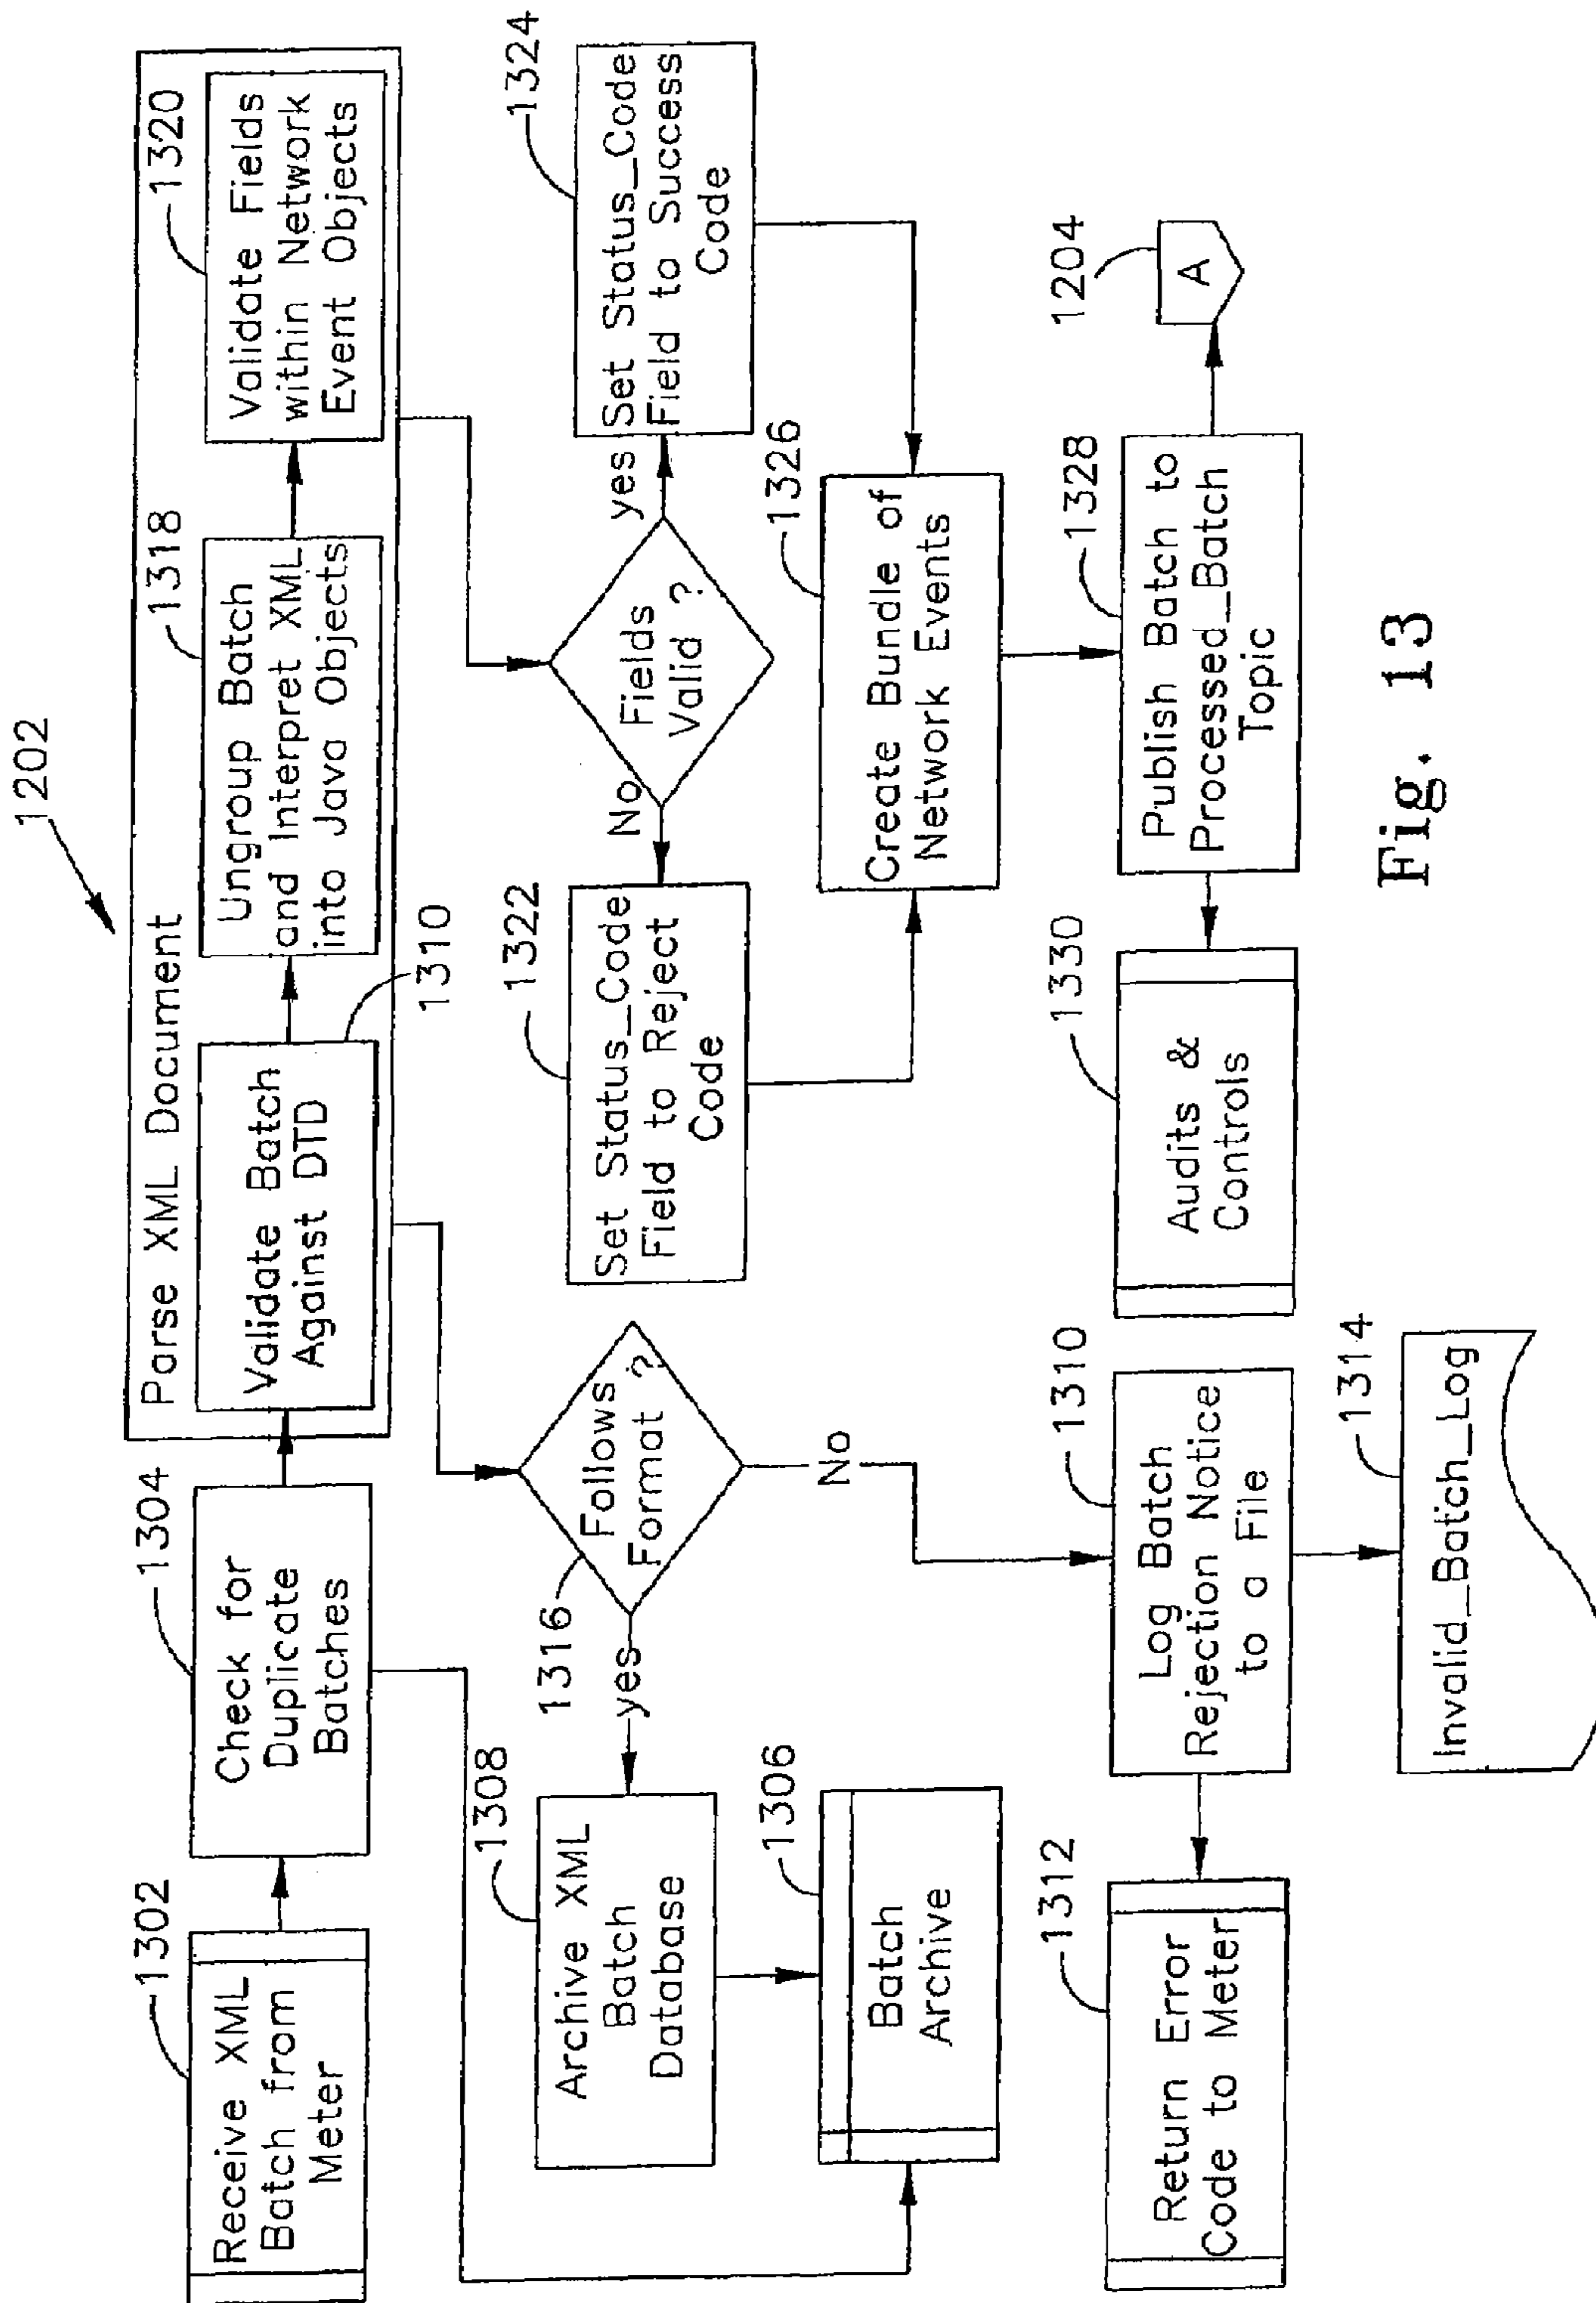 1202
Parse XML Document
1302
Receive XML
Batch from
Meter
1304
Check for
Duplicate
Batches
Validate Batch
Against DTD
1310
1318
Ungroup Batch
and Interpret XML
into Java Objects
1320
Validate Fields
within Network
Event Objects
1308
Archive XML
Batch
Database
yes
1316
Follows
Format ?
No
1322
Set Status_Code
Field to Reject
Code
No
Fields
Valid ?
yes
1324
Set Status_Code
Field to Success
Code
1306
Batch
Archive
1326
Create Bundle of
Network Events
1312
Return Error
Code to Meter
1310
Log Batch
Rejection Notice
to a File
1330
Audits &
Controls
1328
Publish Batch to
Processed_Batch
Topic
1204
A
1314
Invalid_Batch_Log
Fig. 13